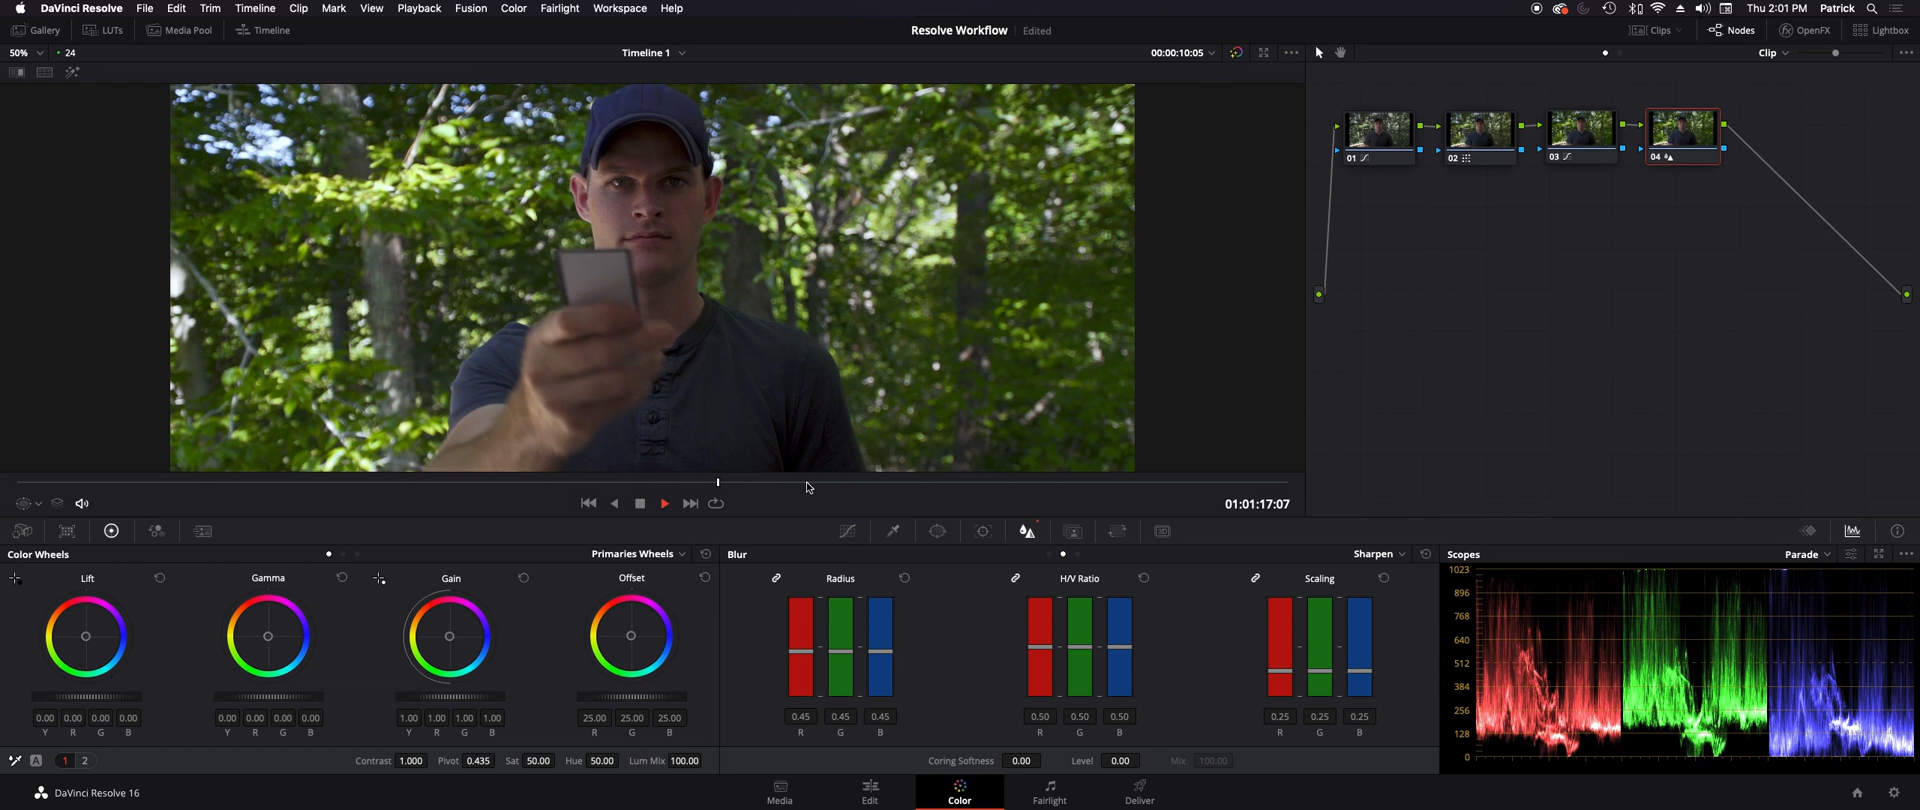 DaVinci Resolve File Edit Trim Timeline Clip Mark View Playback Fusion Color Fairlight Workspace Help Thu 2:01 PM Patrick
Gallery LUTs Media Pool Timeline Resolve Workflow Edited Clips Nodes OpenFX Lightbox
50% 24 Timeline 1 00:00:10:05 Clip
01 02 03 04
01:01:17:07
Color Wheels Primaries Wheels Blur Sharpen Scopes Parade
Lift Gamma Gain Offset Radius H/V Ratio Scaling
1023
896
768
640
512
384
256
128
0
0.00 0.00 0.00 0.00 0.00 0.00 0.00 0.00 1.00 1.00 1.00 1.00 25.00 25.00 25.00 0.45 0.45 0.45 0.50 0.50 0.50 0.25 0.25 0.25
Y R G B Y R G B Y R G B R G B R G B R G B R G B
A 1 2 Contrast 1.000 Pivot 0.435 Sat 50.00 Hue 50.00 Lum Mix 100.00 Coring Softness 0.00 Level 0.00 Mix 100.00
DaVinci Resolve 16 Media Edit Color Fairlight Deliver